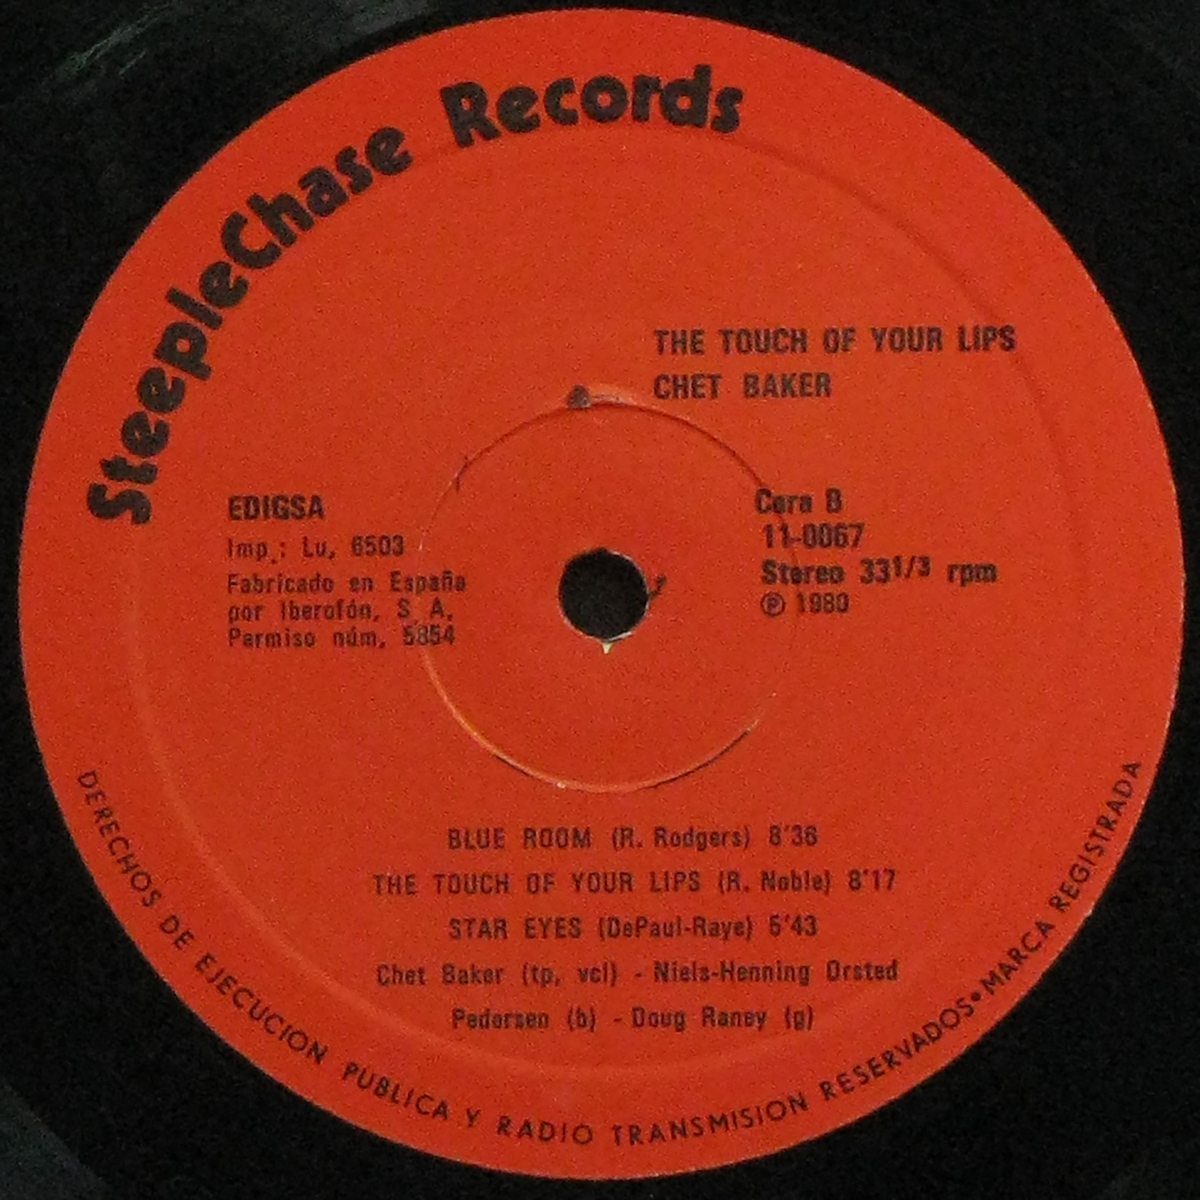 SteepleChase Records
THE TOUCH OF YOUR LIPS
CHET BAKER
EDIGSA
Imp.: Lu, 6503
Fabricado en España
por Iberofón, S. A.
Permiso núm. 5854
Cara B
11-0067
Stereo 33 1/3 rpm
℗ 1980
BLUE ROOM (R. Rodgers) 8'36
THE TOUCH OF YOUR LIPS (R. Noble) 8'17
STAR EYES (DePaul-Raye) 6'43
Chet Baker (tp, vcl) - Niels-Henning Orsted
Pedersen (b) - Doug Raney (g)
DERECHOS DE EJECUCION PUBLICA Y RADIO TRANSMISION RESERVADOS • MARCA REGISTRADA